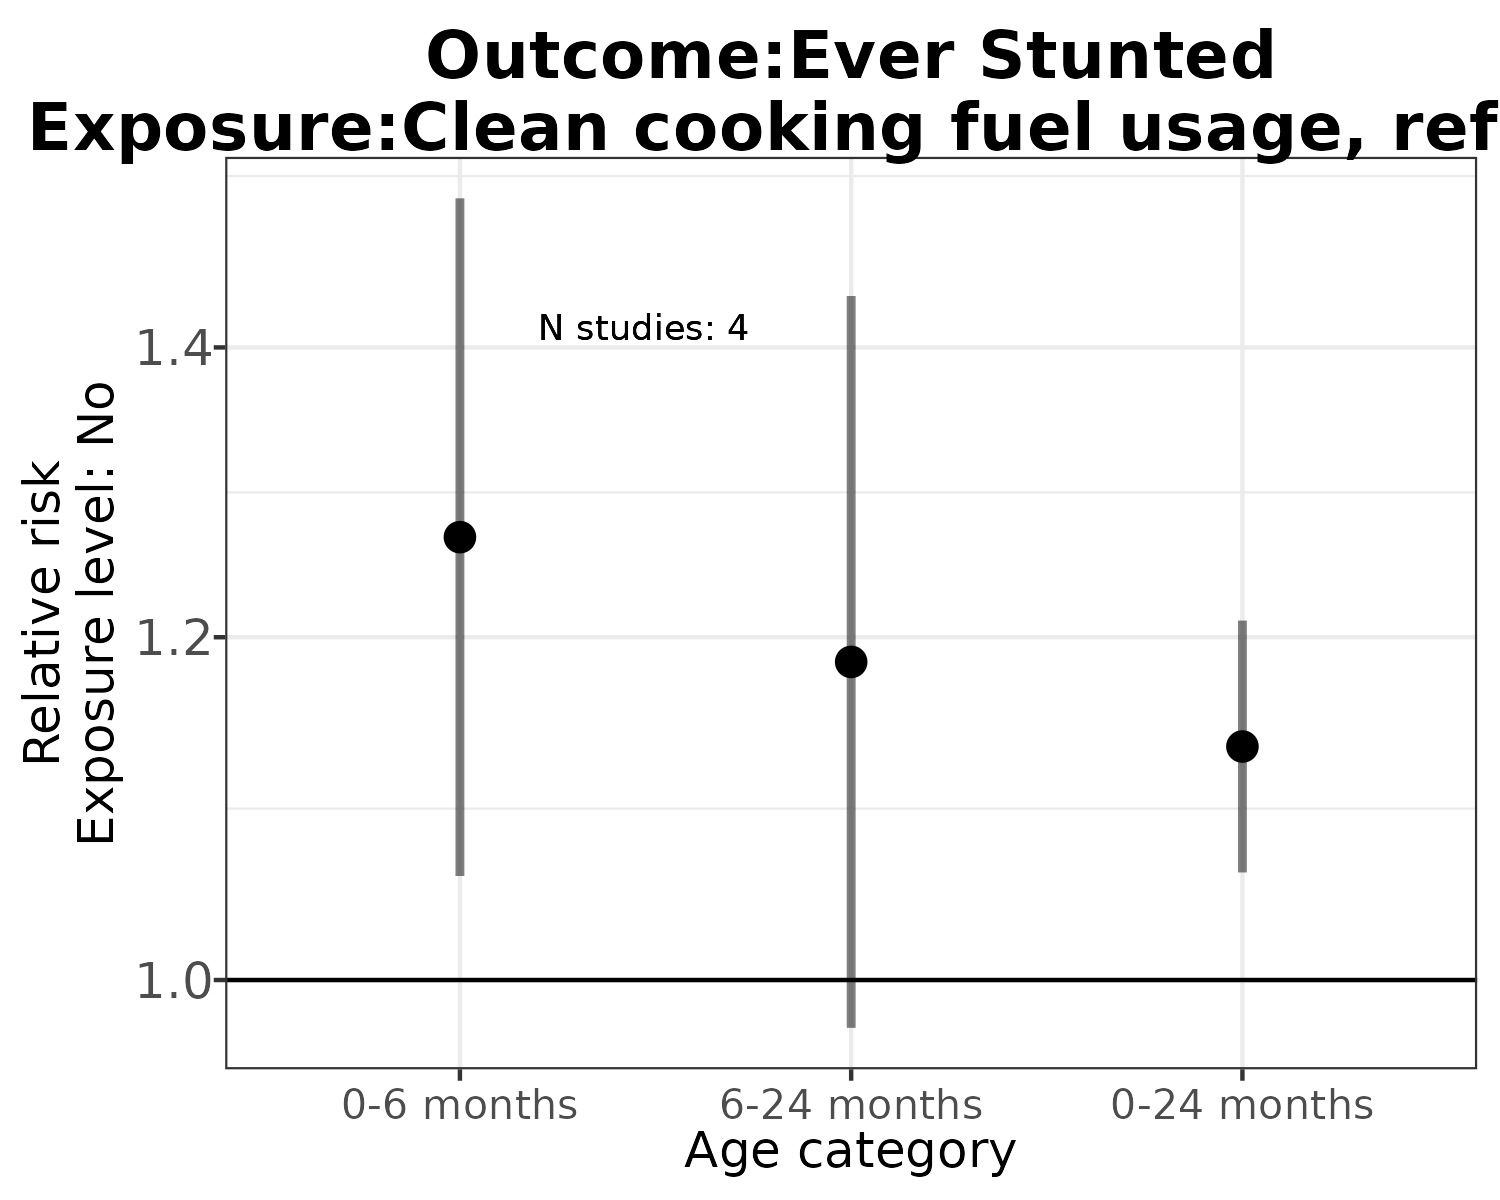 Outcome:Ever Stunted
Exposure:Clean cooking fuel usage, ref
N studies: 4
1.4
1.2
1.0
Relative risk
Exposure level: No
0-6 months
6-24 months
0-24 months
Age category